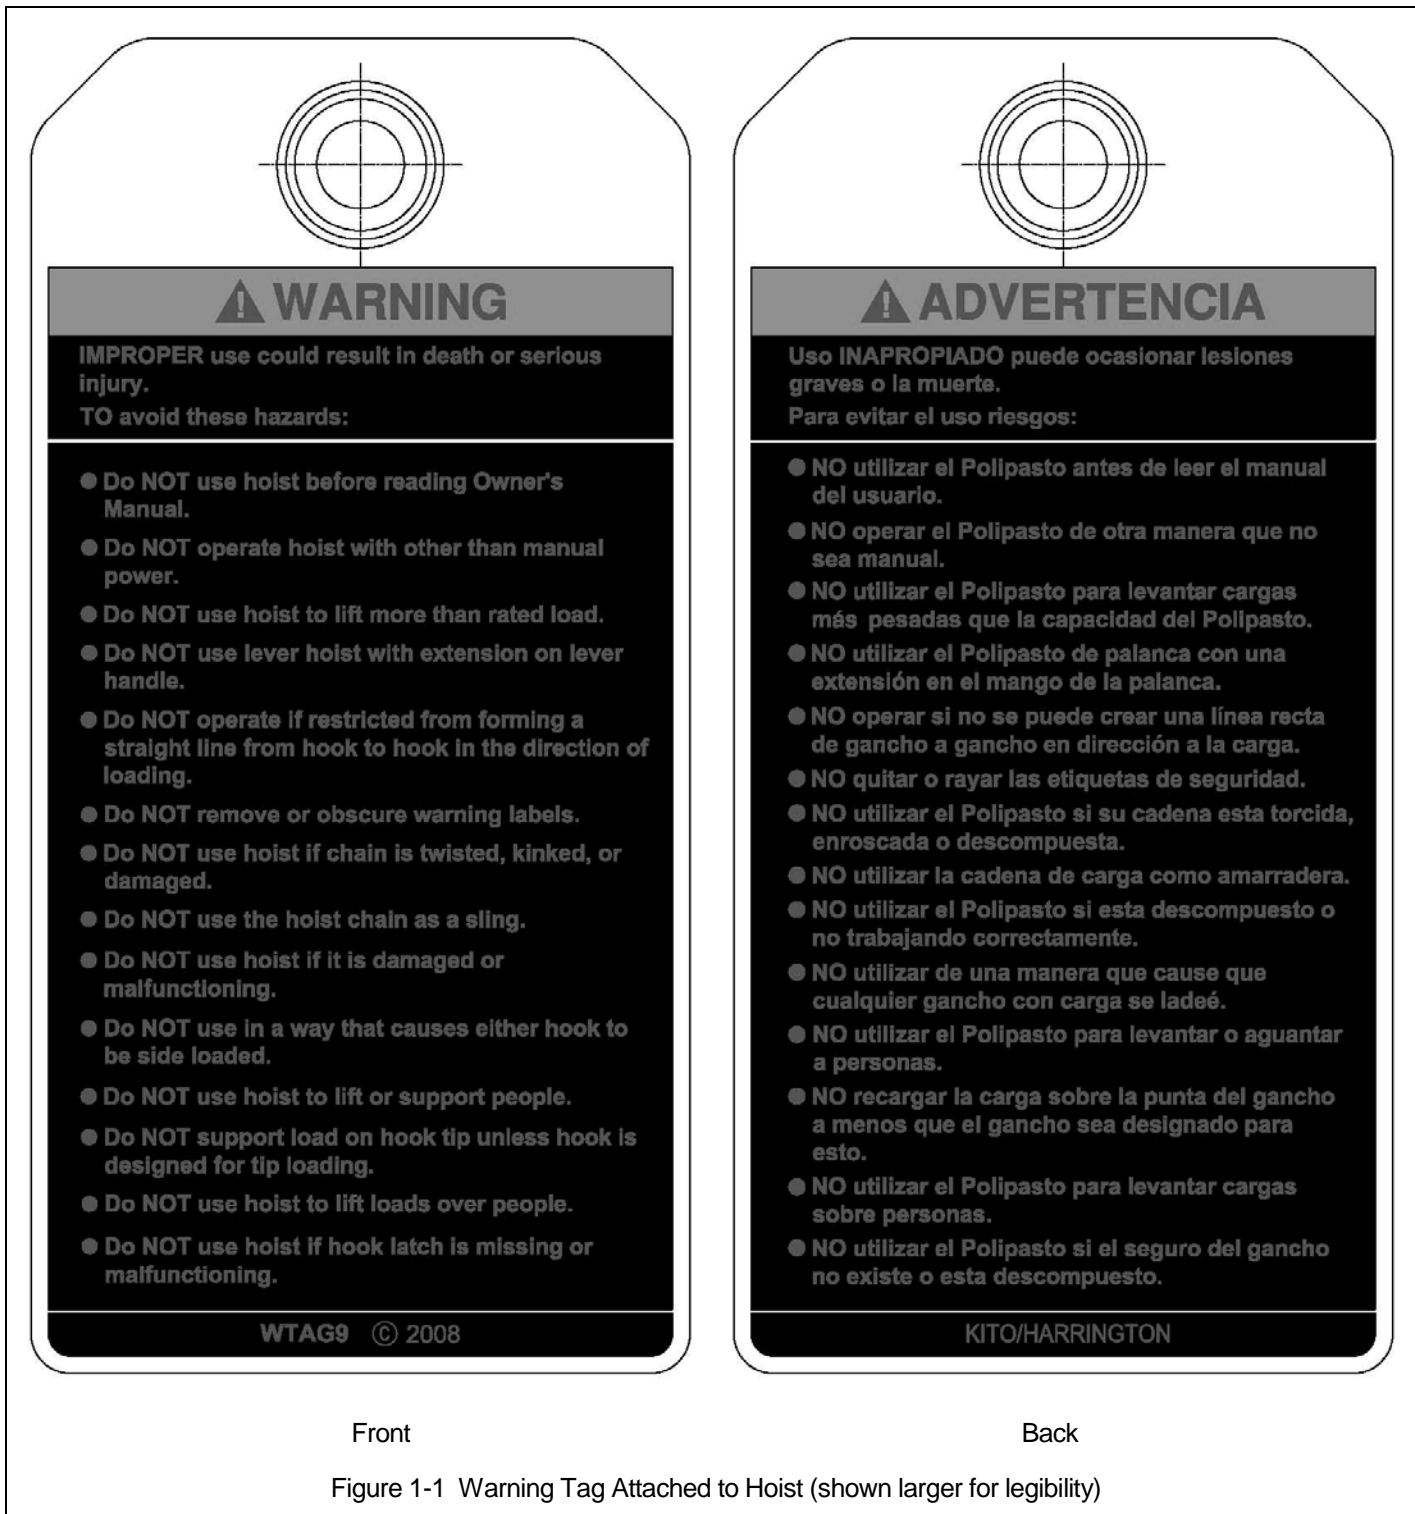 ⚠ WARNING
IMPROPER use could result in death or serious
injury.
TO avoid these hazards:
● Do NOT use hoist before reading Owner's
Manual.
● Do NOT operate hoist with other than manual
power.
● Do NOT use hoist to lift more than rated load.
● Do NOT use lever hoist with extension on lever
handle.
● Do NOT operate if restricted from forming a
straight line from hook to hook in the direction of
loading.
● Do NOT remove or obscure warning labels.
● Do NOT use hoist if chain is twisted, kinked, or
damaged.
● Do NOT use the hoist chain as a sling.
● Do NOT use hoist if it is damaged or
malfunctioning.
● Do NOT use in a way that causes either hook to
be side loaded.
● Do NOT use hoist to lift or support people.
● Do NOT support load on hook tip unless hook is
designed for tip loading.
● Do NOT use hoist to lift loads over people.
● Do NOT use hoist if hook latch is missing or
malfunctioning.
WTAG9 © 2008
Front
⚠ ADVERTENCIA
Uso INAPROPIADO puede ocasionar lesiones
graves o la muerte.
Para evitar el uso riesgos:
● NO utilizar el Polipasto antes de leer el manual
del usuario.
● NO operar el Polipasto de otra manera que no
sea manual.
● NO utilizar el Polipasto para levantar cargas
más pesadas que la capacidad del Polipasto.
● NO utilizar el Polipasto de palanca con una
extensión en el mango de la palanca.
● NO operar si no se puede crear una línea recta
de gancho a gancho en dirección a la carga.
● NO quitar o rayar las etiquetas de seguridad.
● NO utilizar el Polipasto si su cadena esta torcida,
enroscada o descompuesta.
● NO utilizar la cadena de carga como amarradera.
● NO utilizar el Polipasto si esta descompuesto o
no trabajando correctamente.
● NO utilizar de una manera que cause que
cualquier gancho con carga se ladeé.
● NO utilizar el Polipasto para levantar o aguantar
a personas.
● NO recargar la carga sobre la punta del gancho
a menos que el gancho sea designado para
esto.
● NO utilizar el Polipasto para levantar cargas
sobre personas.
● NO utilizar el Polipasto si el seguro del gancho
no existe o esta descompuesto.
KITO/HARRINGTON
Back
Figure 1-1 Warning Tag Attached to Hoist (shown larger for legibility)